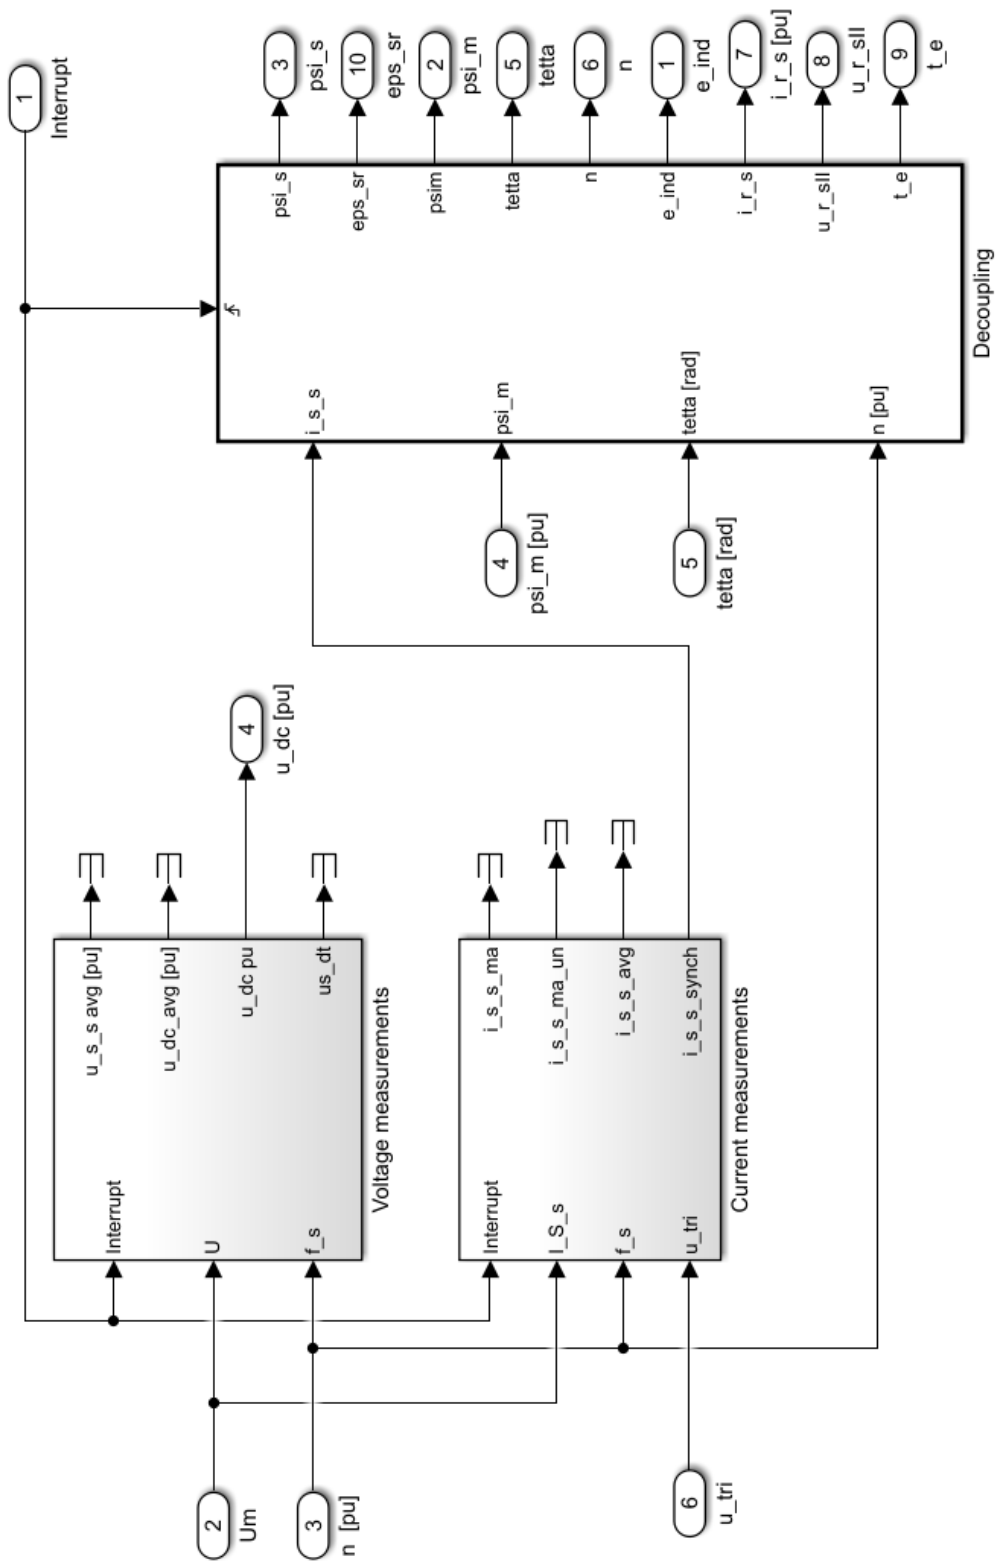 1
Interrupt
2
Um
3
n [pu]
6
u_tri
Interrupt
U
f_s
u_s_s avg [pu]
u_dc_avg [pu]
u_dc pu
us_dt
Voltage measurements
4
u_dc [pu]
Interrupt
I_S_s
f_s
u_tri
i_s_s_ma
i_s_s_ma_un
i_s_s_avg
i_s_s_synch
Current measurements
4
psi_m [pu]
5
tetta [rad]
i_s_s
psi_m
tetta [rad]
n [pu]
psi_s
eps_sr
psim
tetta
n
e_ind
i_r_s
u_r_sII
t_e
Decoupling
3
psi_s
10
eps_sr
2
psi_m
5
tetta
6
n
1
e_ind
7
i_r_s [pu]
8
u_r_sII
9
t_e